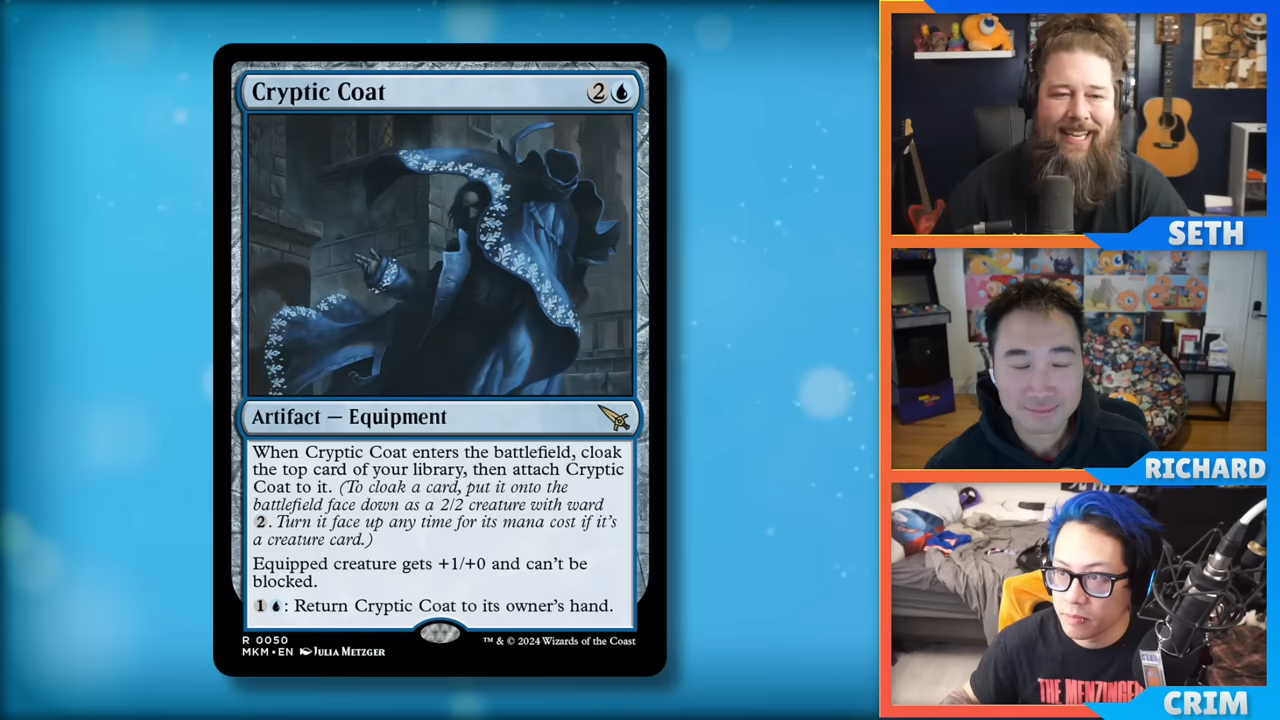 Cryptic Coat 2
Artifact — Equipment
When Cryptic Coat enters the battlefield, cloak
the top card of your library, then attach Cryptic
Coat to it. (To cloak a card, put it onto the
battlefield face down as a 2/2 creature with ward
2. Turn it face up any time for its mana cost if it's
a creature card.)
Equipped creature gets +1/+0 and can't be
blocked.
1: Return Cryptic Coat to its owner's hand.
R 0050
MKM • EN JULIA METZGER
™ & © 2024 Wizards of the Coast
SETH
RICHARD
THE MENZINGE
CRIM